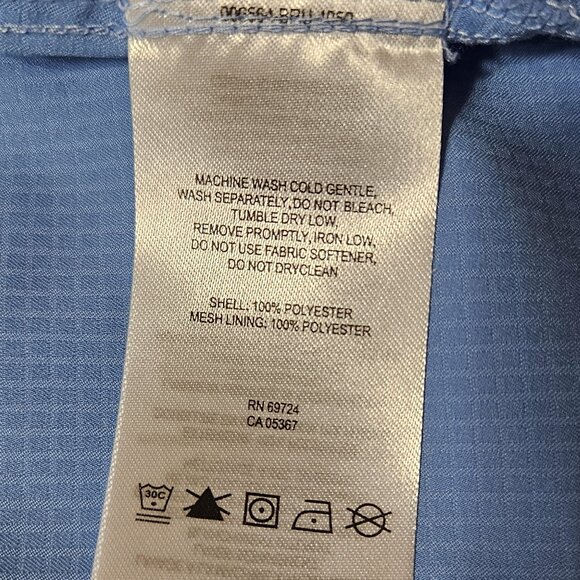 MACHINE WASH COLD GENTLE,
WASH SEPARATELY, DO NOT BLEACH,
TUMBLE DRY LOW,
REMOVE PROMPTLY, IRON LOW,
DO NOT USE FABRIC SOFTENER,
DO NOT DRYCLEAN
SHELL: 100% POLYESTER
MESH LINING: 100% POLYESTER
RN 69724
CA 05367
30C